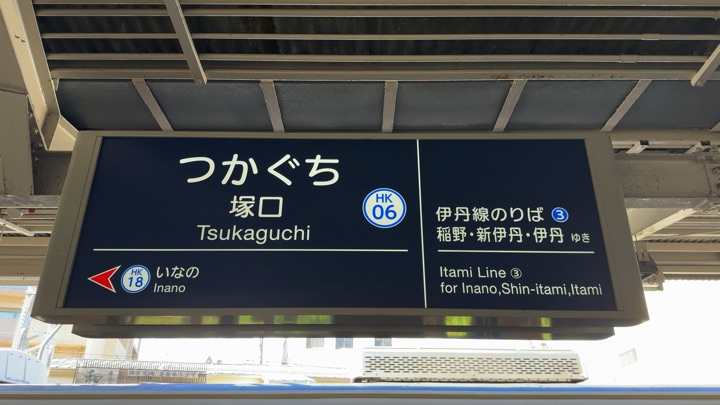 つかぐち
塚口
Tsukaguchi
HK
06
HK
18
いなの
Inano
伊丹線のりば 3
稲野・新伊丹・伊丹 ゆき
Itami Line 3
for Inano,Shin-itami,Itami